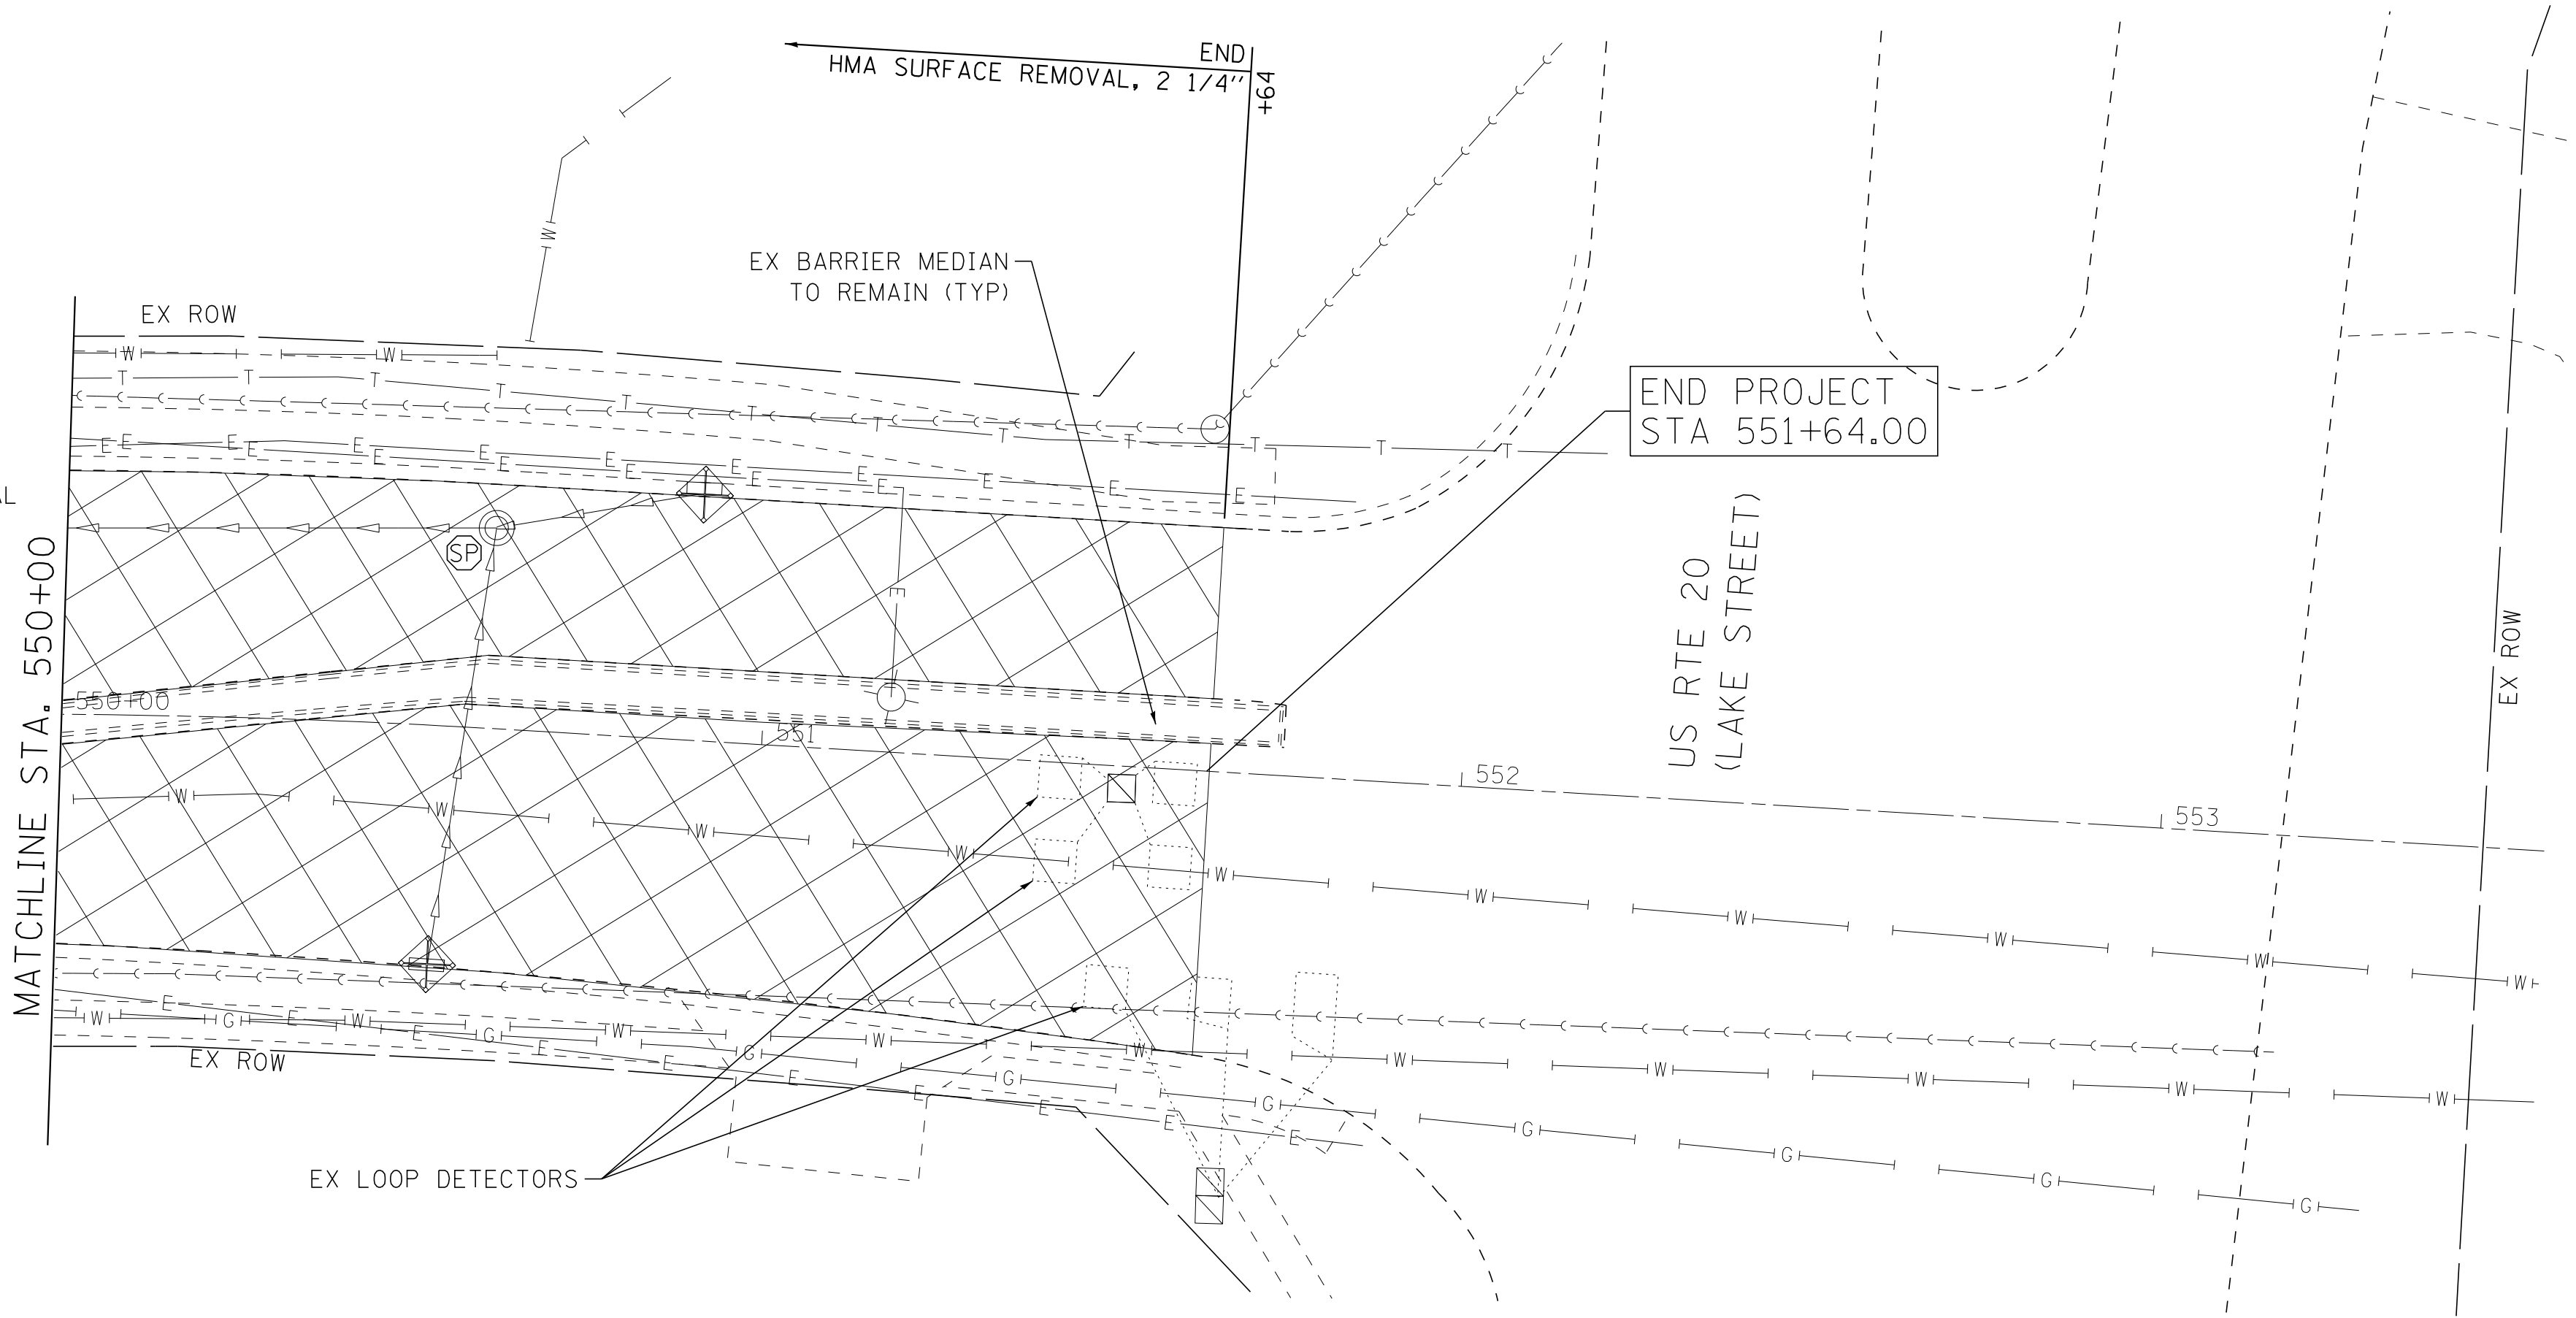 END
HMA SURFACE REMOVAL, 2 1/4"
+64
EX BARRIER MEDIAN
TO REMAIN (TYP)
EX ROW
END PROJECT
STA 551+64.00
SP
MATCHLINE STA. 550+00
550+00
551
552
553
US RTE 20
(LAKE STREET)
EX ROW
EX ROW
EX LOOP DETECTORS